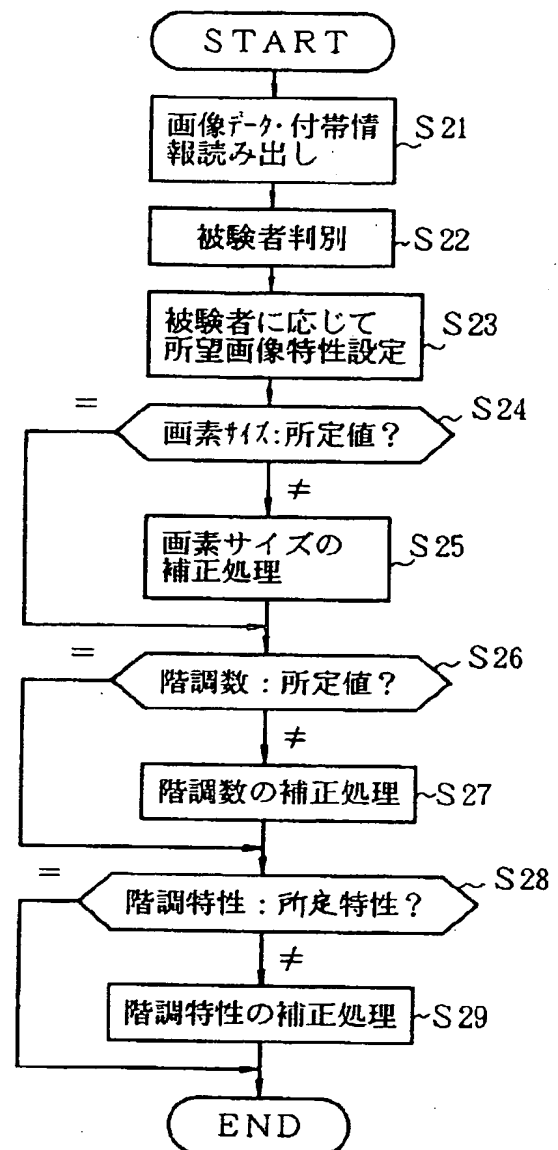 START
画像データ・付帯情
報読み出し
S21
被験者判別
S22
被験者に応じて
所望画像特性設定
S23
=
画素サイズ:所定値?
S24
≠
画素サイズの
補正処理
S25
=
階調数:所定値?
S26
≠
階調数の補正処理
S27
=
階調特性:所定特性?
S28
≠
階調特性の補正処理
S29
END